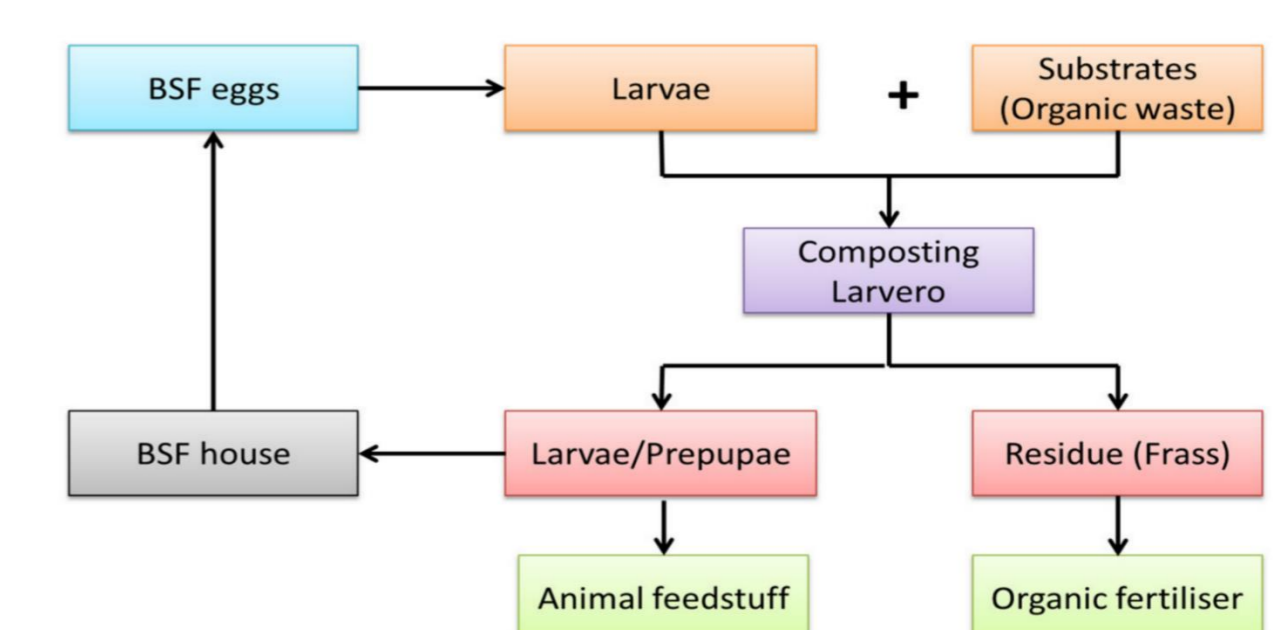 BSF eggs
Larvae
+
Substrates
(Organic waste)
Composting
Larvero
BSF house
Larvae/Prepupae
Residue (Frass)
Animal feedstuff
Organic fertiliser